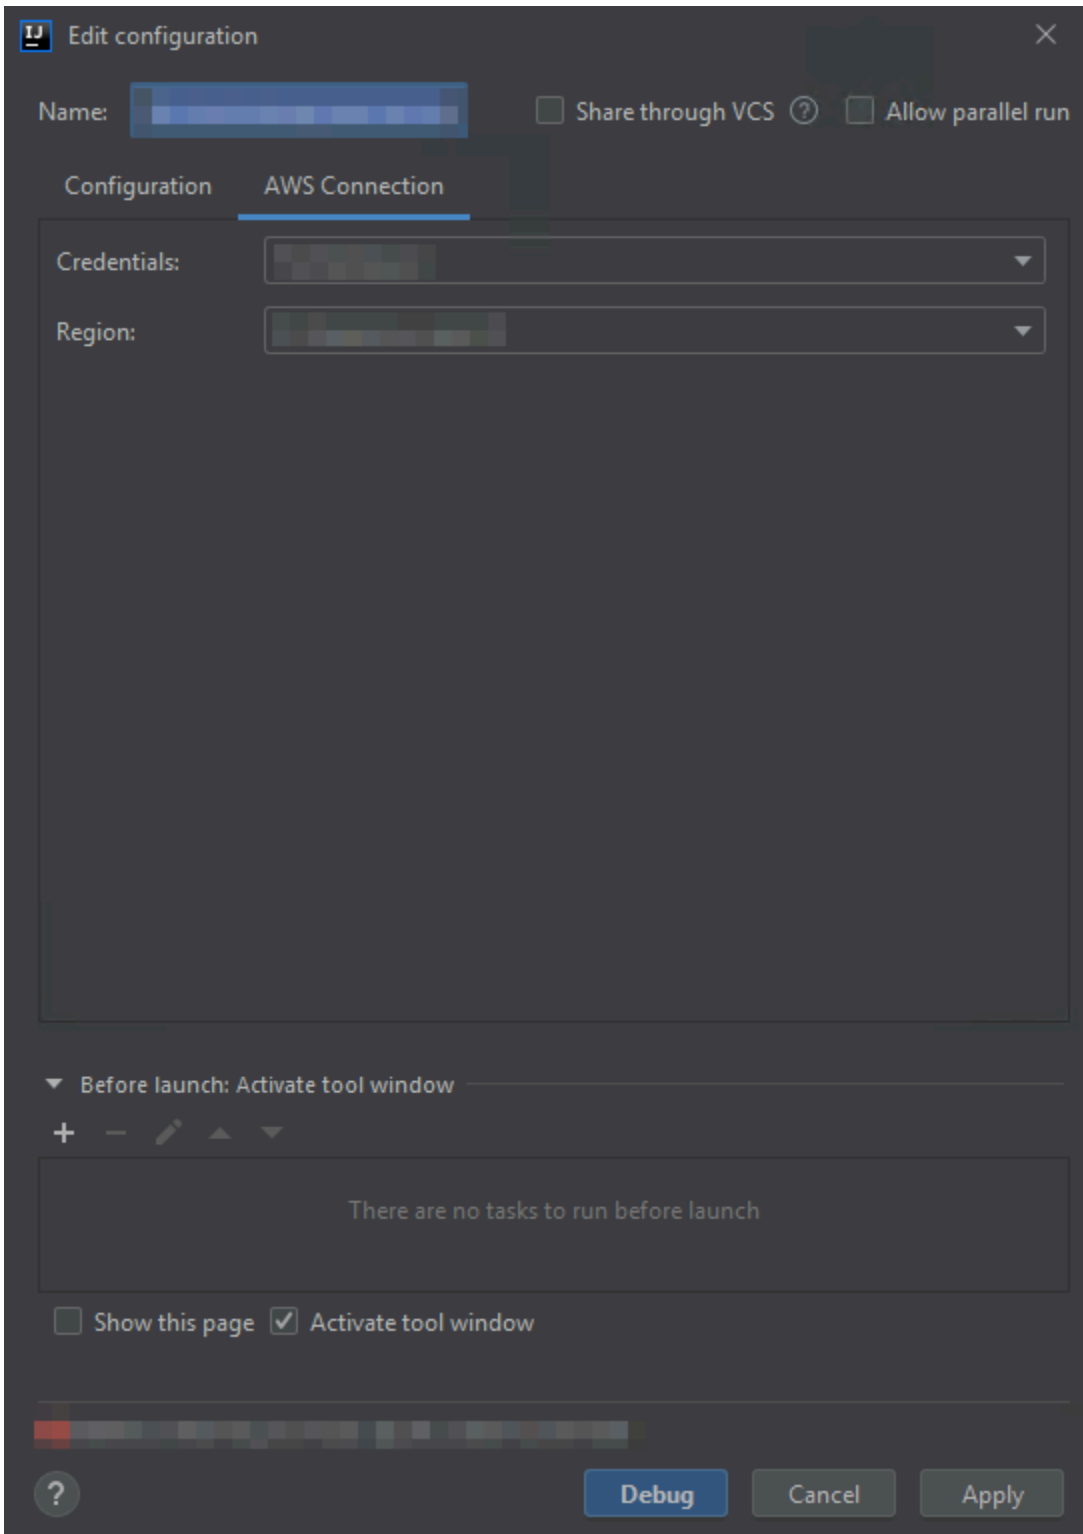 IJ
Edit configuration
Name:
Share through VCS ? Allow parallel run
Configuration AWS Connection
Credentials:
Region:
Before launch: Activate tool window
There are no tasks to run before launch
Show this page Activate tool window
? Debug Cancel Apply